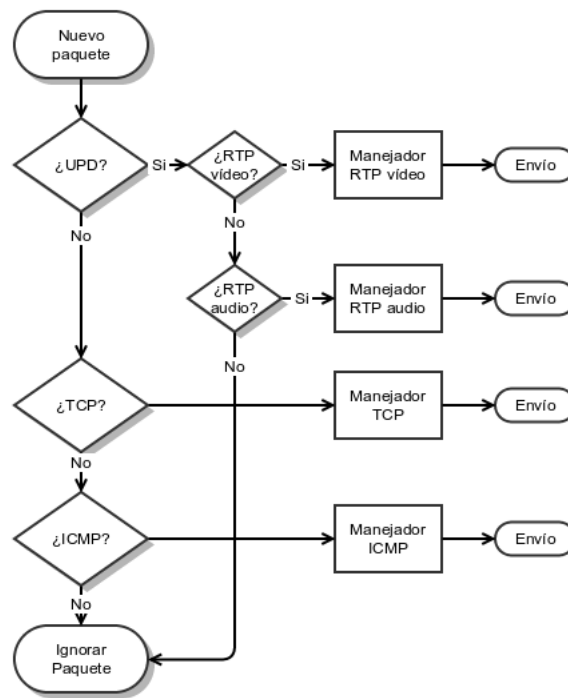 Nuevo
paquete
¿UPD?
Si
¿RTP
vídeo?
Si
Manejador
RTP vídeo
Envío
No
No
¿RTP
audio?
Si
Manejador
RTP audio
Envío
No
¿TCP?
Manejador
TCP
Envío
No
¿ICMP?
Manejador
ICMP
Envío
No
Ignorar
Paquete